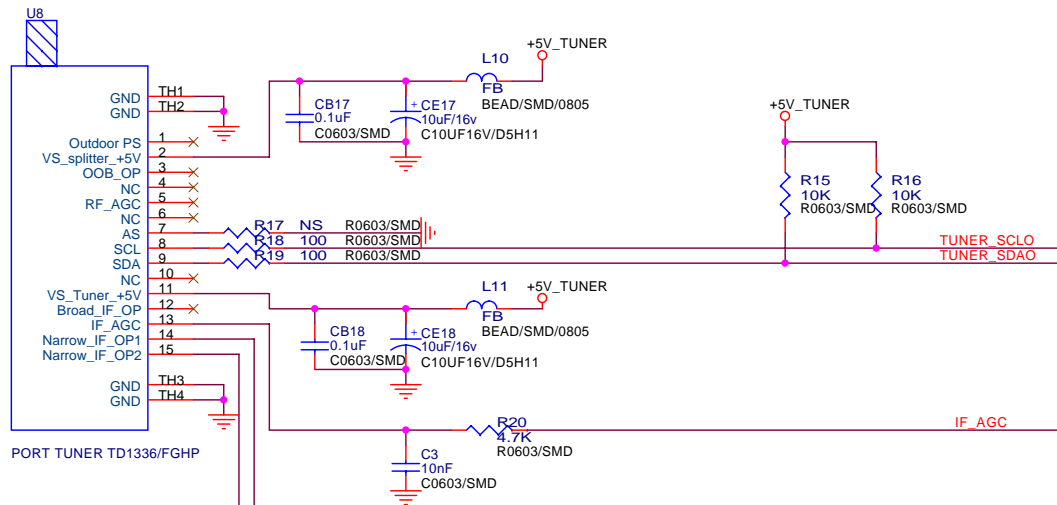 U8
GND TH1
GND TH2
Outdoor PS 1
VS_splitter_+5V 2
OOB_OP 3
NC 4
RF_AGC 5
NC 6
AS 7
SCL 8
SDA 9
NC 10
VS_Tuner_+5V 11
Broad_IF_OP 12
IF_AGC 13
Narrow_IF_OP1 14
Narrow_IF_OP2 15
GND TH3
GND TH4
PORT TUNER TD1336/FGHP
+5V_TUNER
L10
FB
BEAD/SMD/0805
CB17
0.1uF
C0603/SMD
+
CE17
10uF/16v
C10UF16V/D5H11
+5V_TUNER
R15
10K
R0603/SMD
R16
10K
R0603/SMD
R17 NS R0603/SMD
R18 100 R0603/SMD
R19 100 R0603/SMD
TUNER_SCLO
TUNER_SDAO
+5V_TUNER
L11
FB
BEAD/SMD/0805
CB18
0.1uF
C0603/SMD
+
CE18
10uF/16v
C10UF16V/D5H11
R20
4.7K
R0603/SMD
IF_AGC
C3
10nF
C0603/SMD